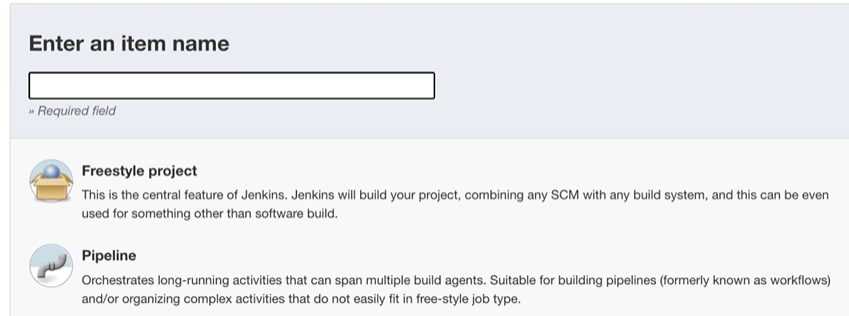 Enter an item name
» Required field
Freestyle project
This is the central feature of Jenkins. Jenkins will build your project, combining any SCM with any build system, and this can be even
used for something other than software build.
Pipeline
Orchestrates long-running activities that can span multiple build agents. Suitable for building pipelines (formerly known as workflows)
and/or organizing complex activities that do not easily fit in free-style job type.